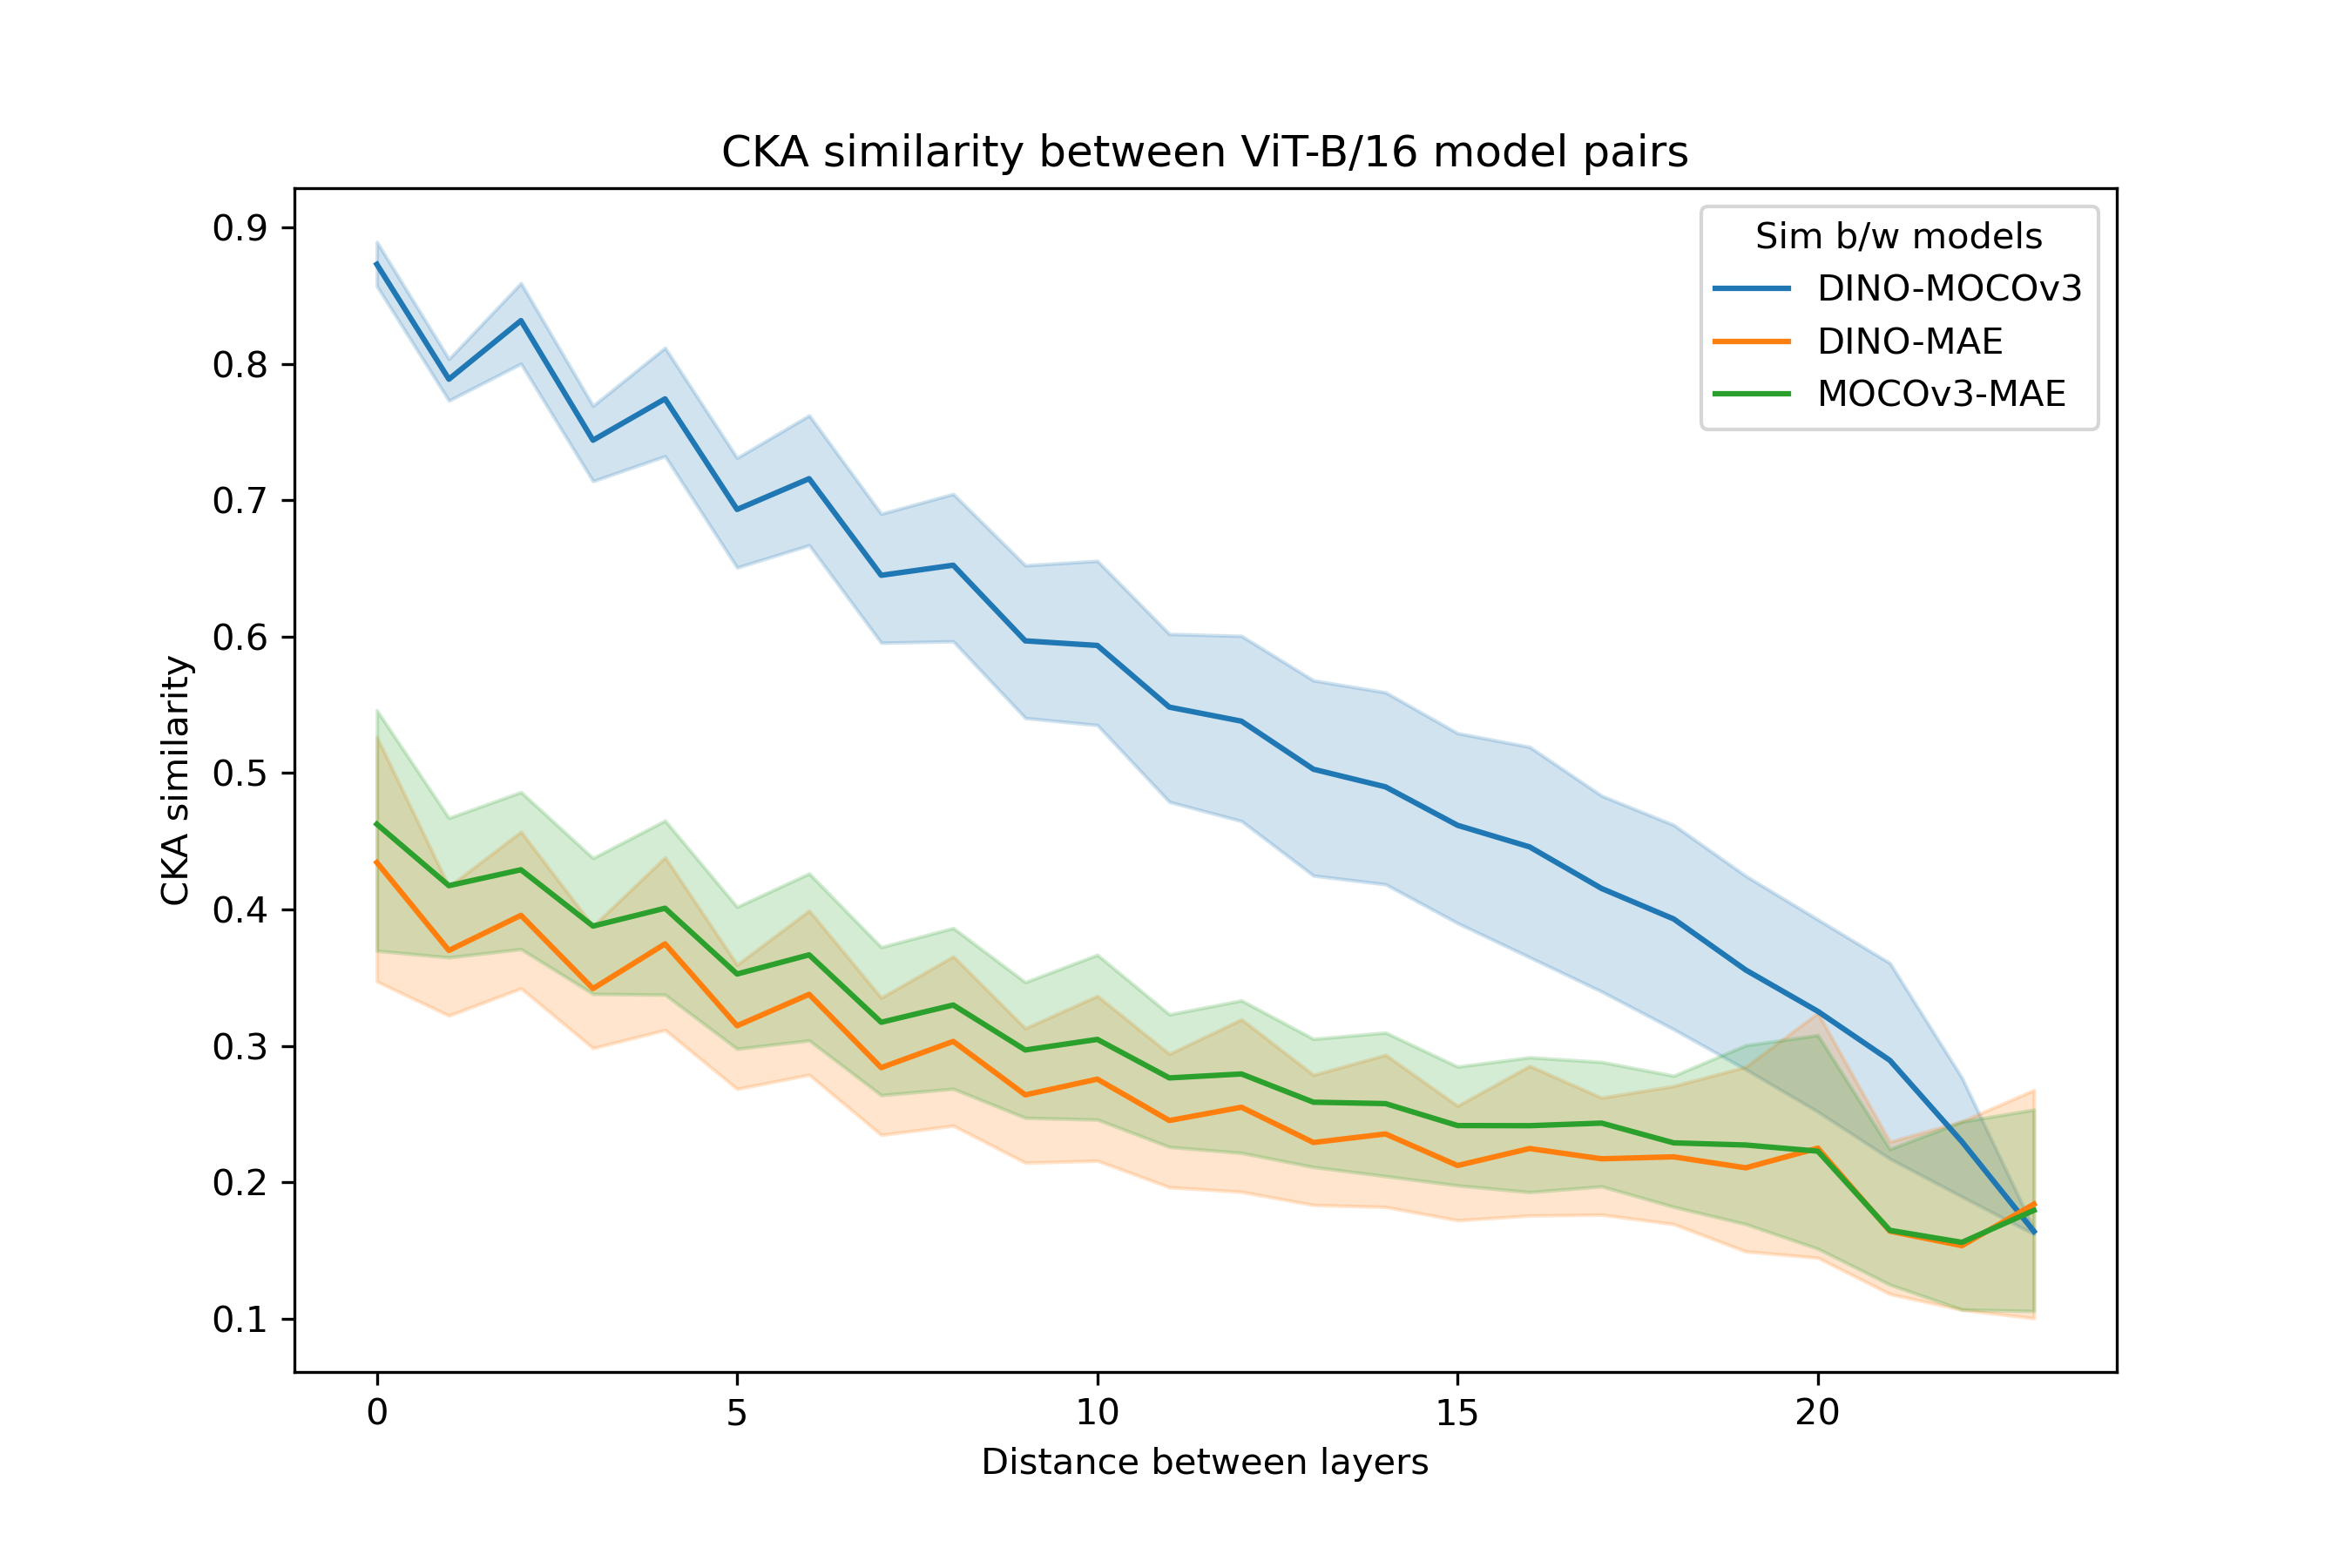 CKA similarity between ViT-B/16 model pairs
Sim b/w models
DINO-MOCOv3
DINO-MAE
MOCOv3-MAE
CKA similarity
0.9
0.8
0.7
0.6
0.5
0.4
0.3
0.2
0.1
0 5 10 15 20
Distance between layers